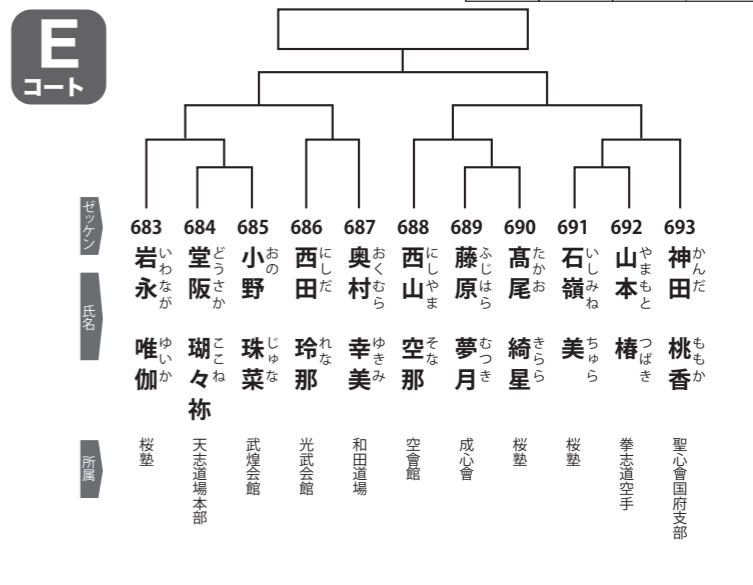 E
コート
ゼッケン
683 684 685 686 687 688 689 690 691 692 693
氏名
岩永 唯伽
いわなが ゆいか
堂阪 瑚々祢
どうさか ここね
小野 珠菜
おの じゅな
西田 玲那
にしだ れな
奥村 幸美
おくむら ゆきみ
西山 空那
にしやま そな
藤原 夢月
ふじはら むつき
髙尾 綺星
たかお きらら
石嶺 美
いしみね ちゅら
山本 椿
やまもと つばき
神田 桃香
かんだ ももか
所属
桜塾
天志道場本部
武煌会館
光武会館
和田道場
空會館
成心會
桜塾
桜塾
拳志道空手
聖心會国府支部